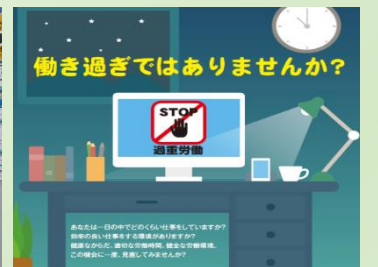 働き過ぎではありませんか?
STOP
過重労働
あなたは一日の中でどのくらい仕事をしていますか?
効率の良い仕事をする環境がありますか?
健康なからだ、適切な労働時間、健全な労働環境。
この機会に一度、見直してみませんか?